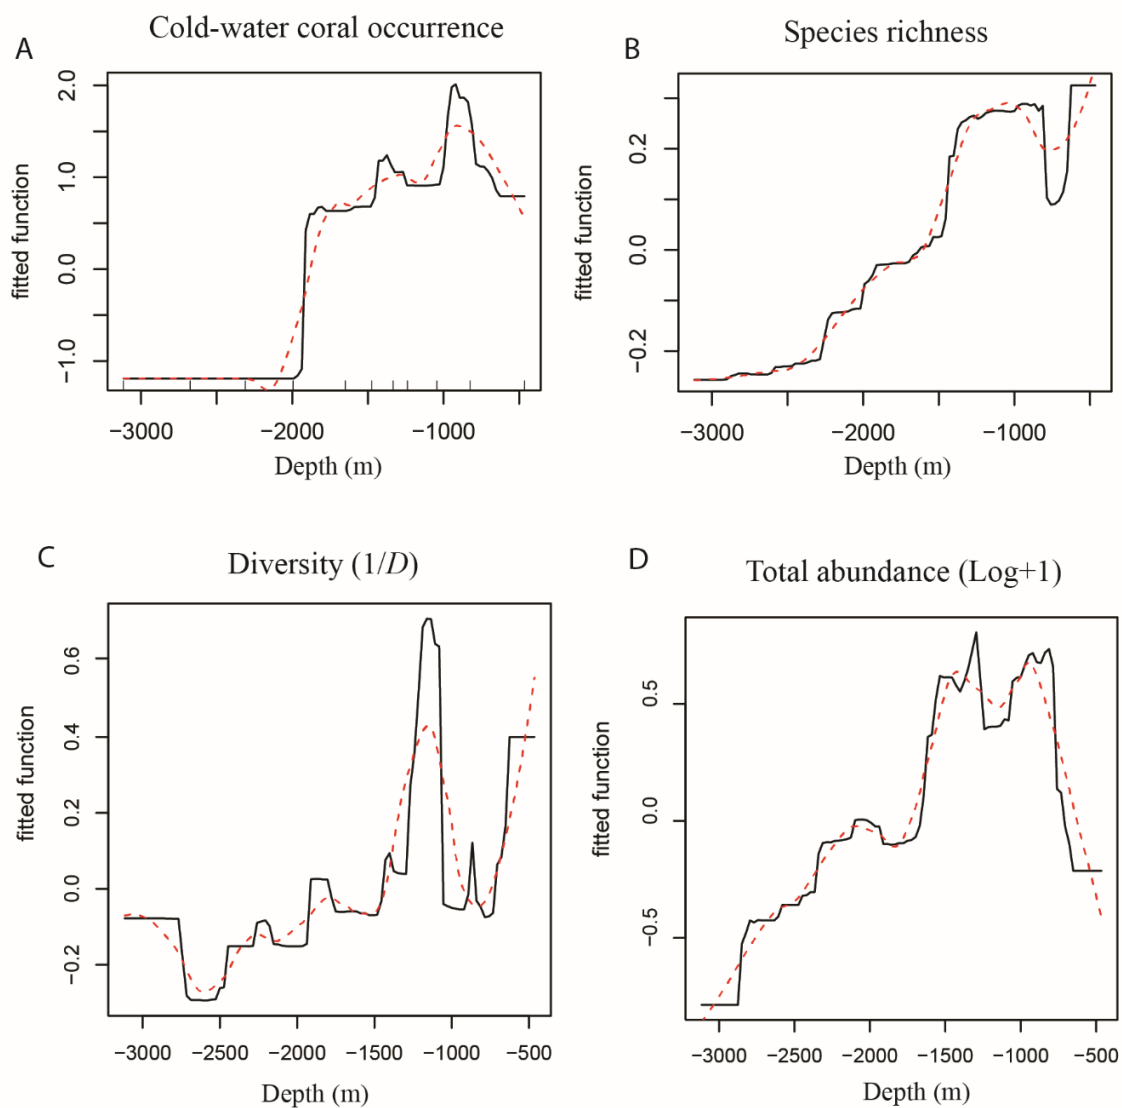 A
Cold-water coral occurrence
fitted function
2.0
1.0
0.0
−1.0
−3000 −2000 −1000
Depth (m)
B
Species richness
fitted function
0.2
0.0
−0.2
−3000 −2000 −1000
Depth (m)
C
Diversity (1/D)
fitted function
0.6
0.4
0.2
0.0
−0.2
−3000 −2500 −2000 −1500 −1000 −500
Depth (m)
D
Total abundance (Log+1)
fitted function
0.5
0.0
−0.5
−3000 −2500 −2000 −1500 −1000 −500
Depth (m)